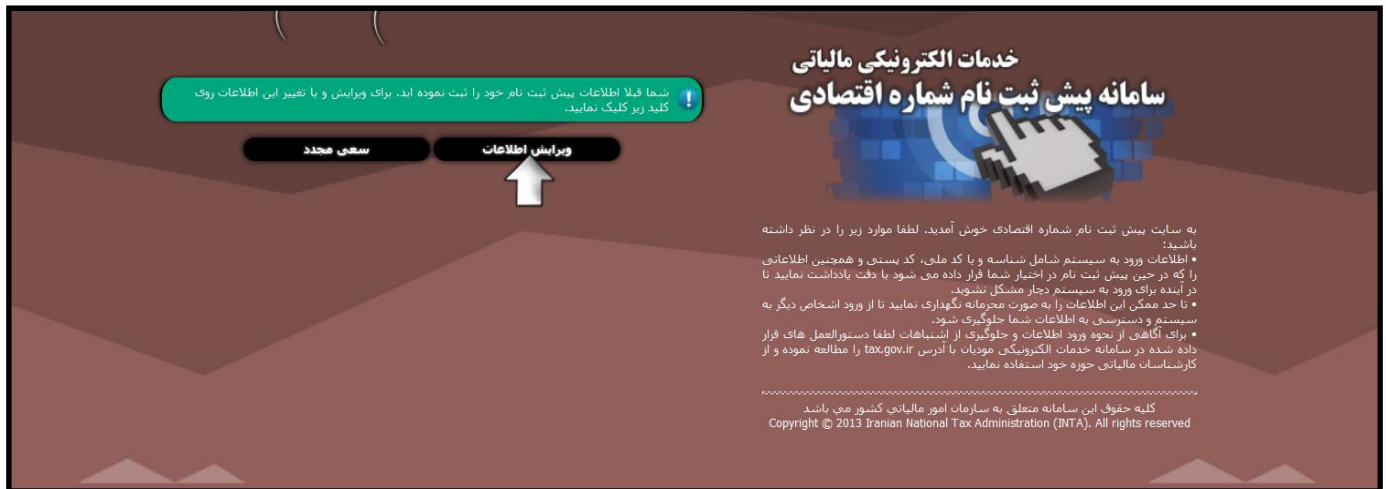 خدمات الکترونیکی مالیاتی
سامانه پیش ثبت نام شماره اقتصادی
شما قبلا اطلاعات پیش ثبت نام خود را ثبت نموده اید. برای ویرایش و یا تغییر این اطلاعات روی
کلید زیر کلیک نمایید.
ویرایش اطلاعات
سعی مجدد
به سایت پیش ثبت نام شماره اقتصادی خوش آمدید. لطفا موارد زیر را در نظر داشته
باشید:
• اطلاعات ورود به سیستم شامل شناسه و یا کد ملی، کد پستی و همچنین اطلاعاتی
را که در حین پیش ثبت نام در اختیار شما قرار داده می شود با دقت یادداشت نمایید تا
در آینده برای ورود به سیستم دچار مشکل نشوید.
• تا حد ممکن این اطلاعات را به صورت محرمانه نگهداری نمایید تا از ورود اشخاص دیگر به
سیستم و دسترسی به اطلاعات شما جلوگیری شود.
• برای آگاهی از نحوه ورود اطلاعات و جلوگیری از اشتباهات لطفا دستورالعمل های قرار
داده شده در سامانه خدمات الکترونیکی مودیان با آدرس tax.gov.ir را مطالعه نموده و از
کارشناسان مالیاتی حوزه خود استفاده نمایید.
کلیه حقوق این سامانه متعلق به سازمان امور مالیاتي کشور مي باشد
Copyright © 2013 Iranian National Tax Administration (INTA). All rights reserved